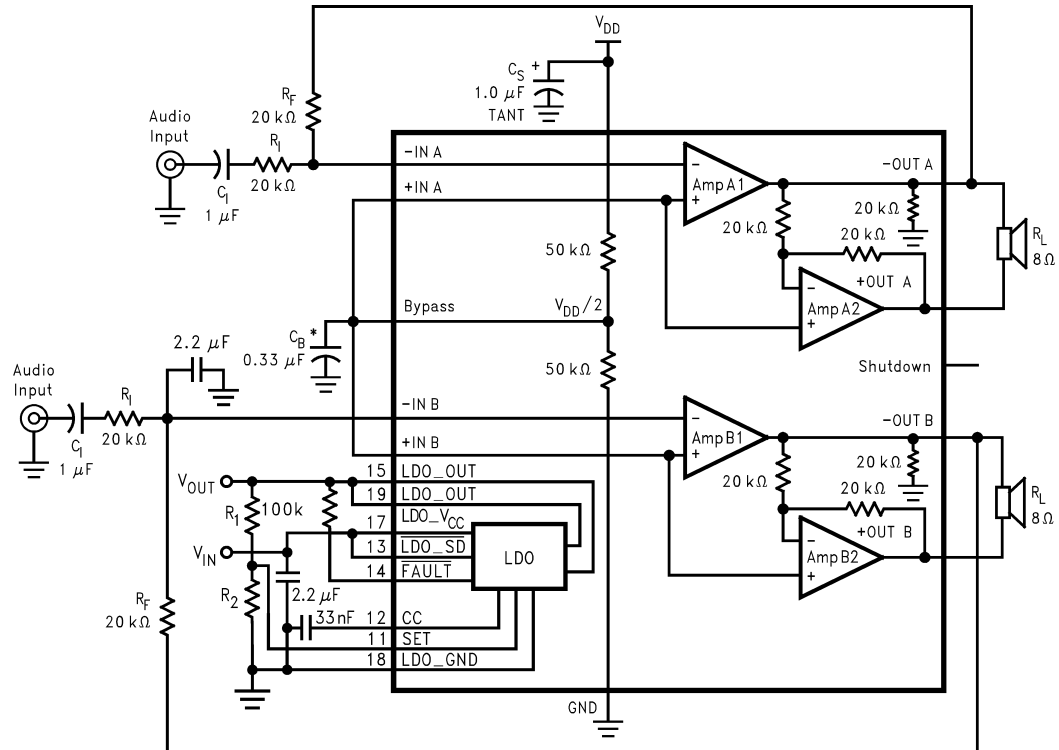 V_DD
C_S +
1.0 μF
TANT
R_F
20 kΩ
Audio
Input
R_I
20 kΩ
C_I
1 μF
-IN A
+IN A
Amp A1
-
+
-OUT A
20 kΩ
20 kΩ
20 kΩ
R_L
8 Ω
50 kΩ
+OUT A
Amp A2
-
+
Bypass
V_DD/2
C_B *
0.33 μF
50 kΩ
Shutdown
2.2 μF
Audio
Input
R_I
20 kΩ
C_I
1 μF
-IN B
+IN B
Amp B1
-
+
-OUT B
20 kΩ
20 kΩ
20 kΩ
R_L
8 Ω
+OUT B
Amp B2
-
+
V_OUT
15 LDO_OUT
19 LDO_OUT
R_1
100k
17 LDO_V_CC
V_IN
13 L̅D̅O̅_̅S̅D̅
14 F̅A̅U̅L̅T̅
LDO
R_2
2.2 μF
R_F
20 kΩ
33nF
12 CC
11 SET
18 LDO_GND
GND